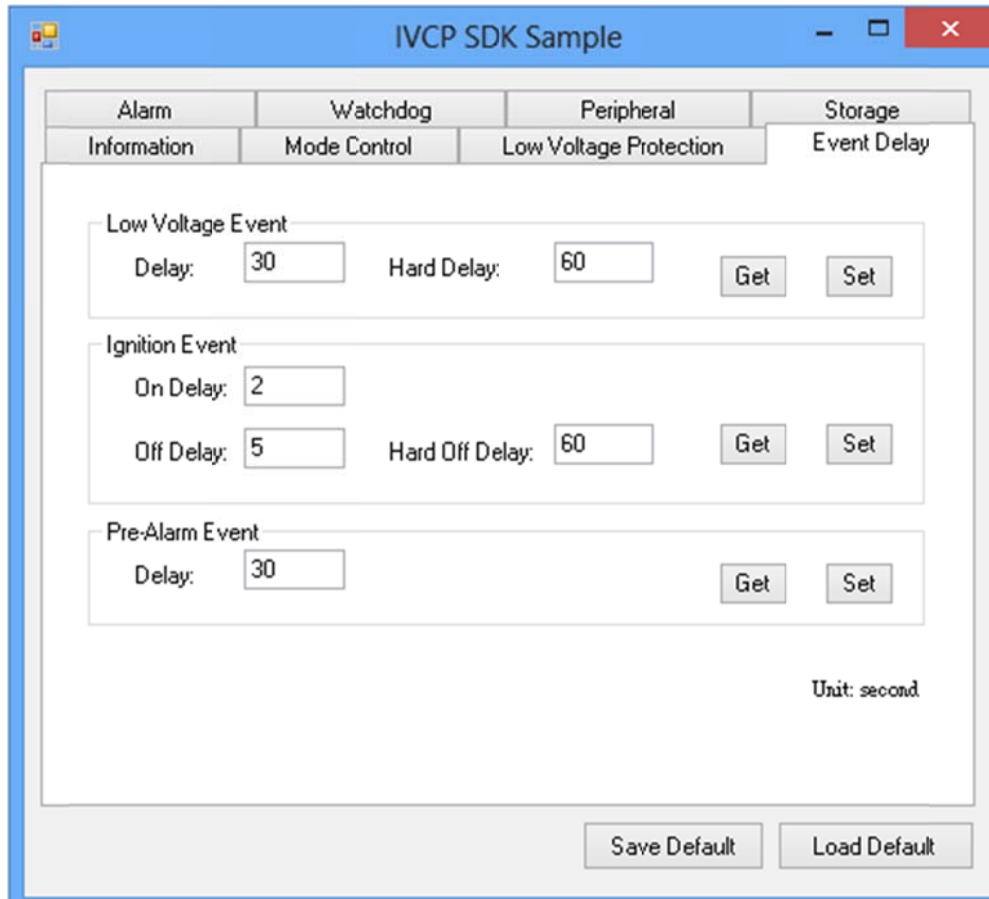 IVCP SDK Sample
Alarm Watchdog Peripheral Storage
Information Mode Control Low Voltage Protection Event Delay
Low Voltage Event
Delay: 30 Hard Delay: 60 Get Set
Ignition Event
On Delay: 2
Off Delay: 5 Hard Off Delay: 60 Get Set
Pre-Alarm Event
Delay: 30 Get Set
Unit: second
Save Default Load Default